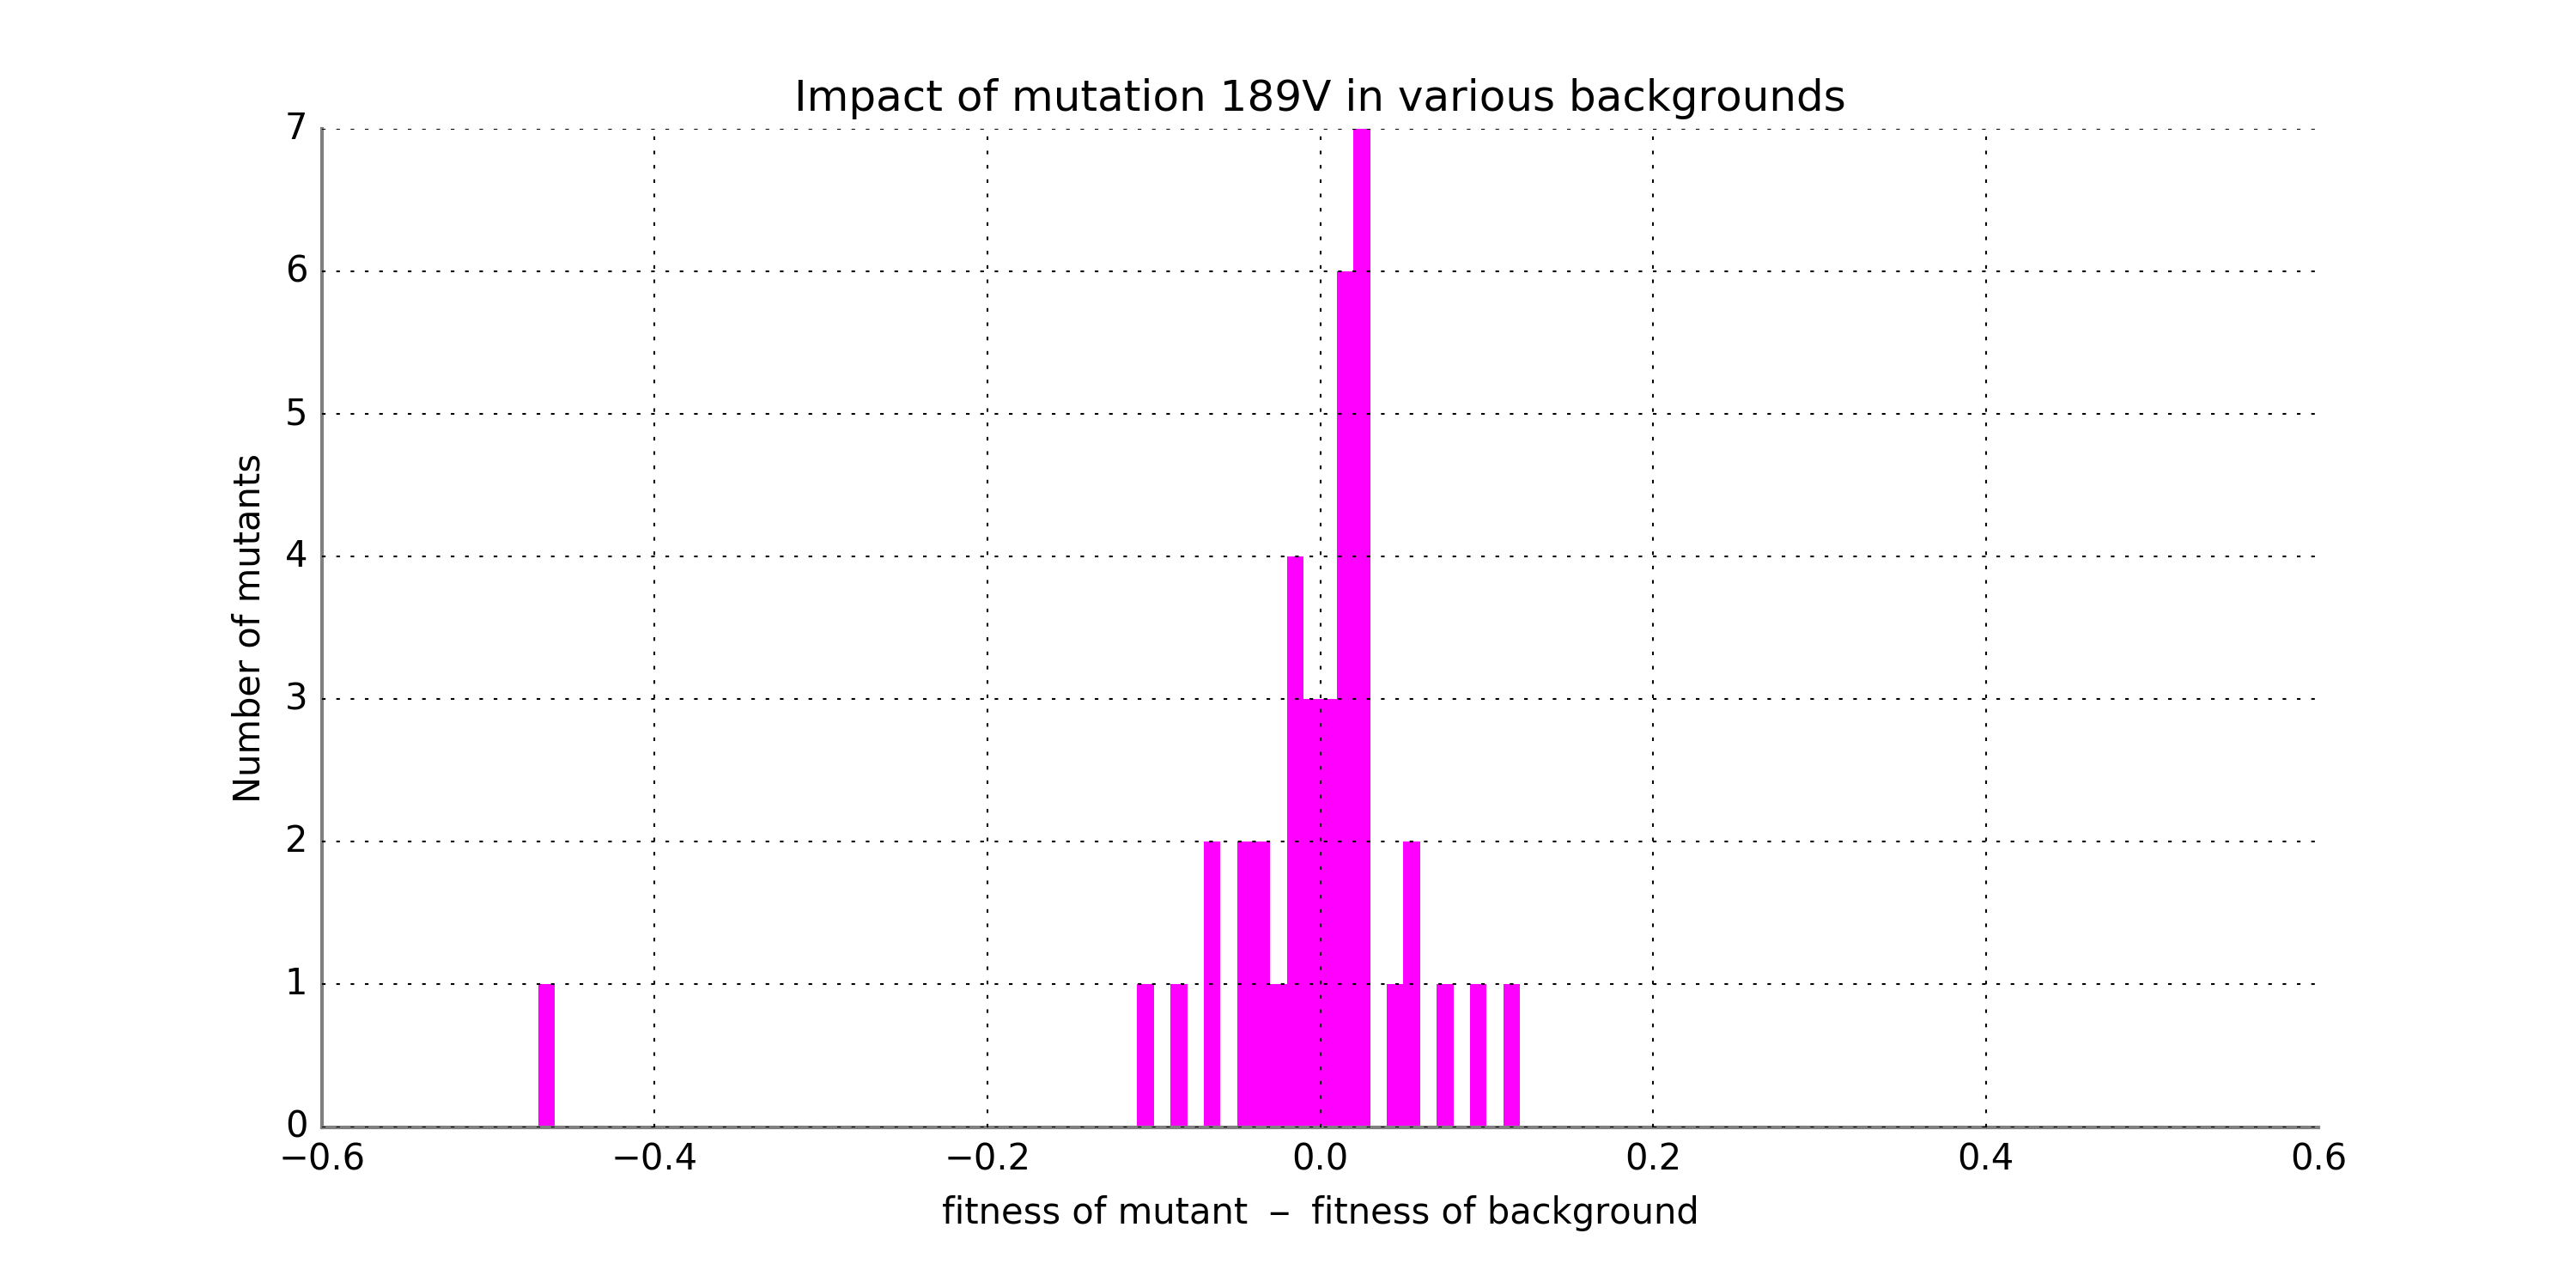 Impact of mutation 189V in various backgrounds
7
6
5
4
3
2
1
0
Number of mutants
−0.6 −0.4 −0.2 0.0 0.2 0.4 0.6
fitness of mutant − fitness of background